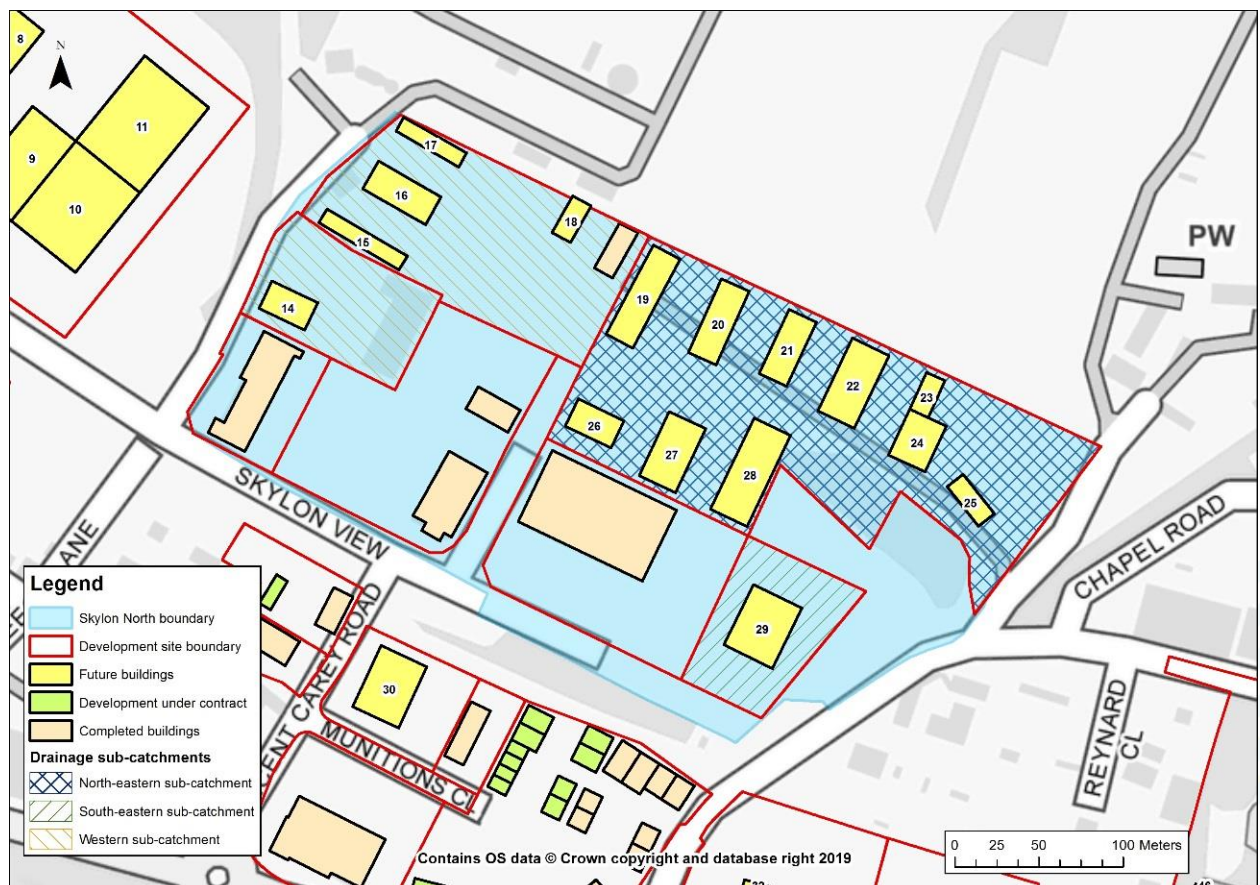 8
N
11
9
10
17
16
18
15
14
19
20
21
22
23
24
25
26
27
28
29
30
PW
SKYLON VIEW
CHAPEL ROAD
REYNARD
CL
MUNITIONS CL
CENT CAREY ROAD
ANE
Legend
Skylon North boundary
Development site boundary
Future buildings
Development under contract
Completed buildings
Drainage sub-catchments
North-eastern sub-catchment
South-eastern sub-catchment
Western sub-catchment
0 25 50 100 Meters
Contains OS data © Crown copyright and database right 2019